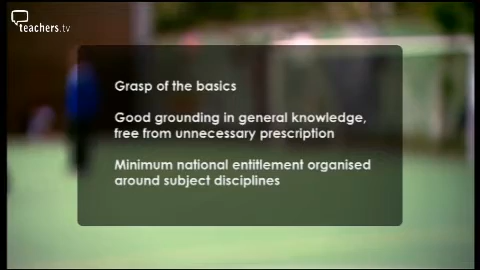 teachers.tv
Grasp of the basics
Good grounding in general knowledge,
free from unnecessary prescription
Minimum national entitlement organised
around subject disciplines